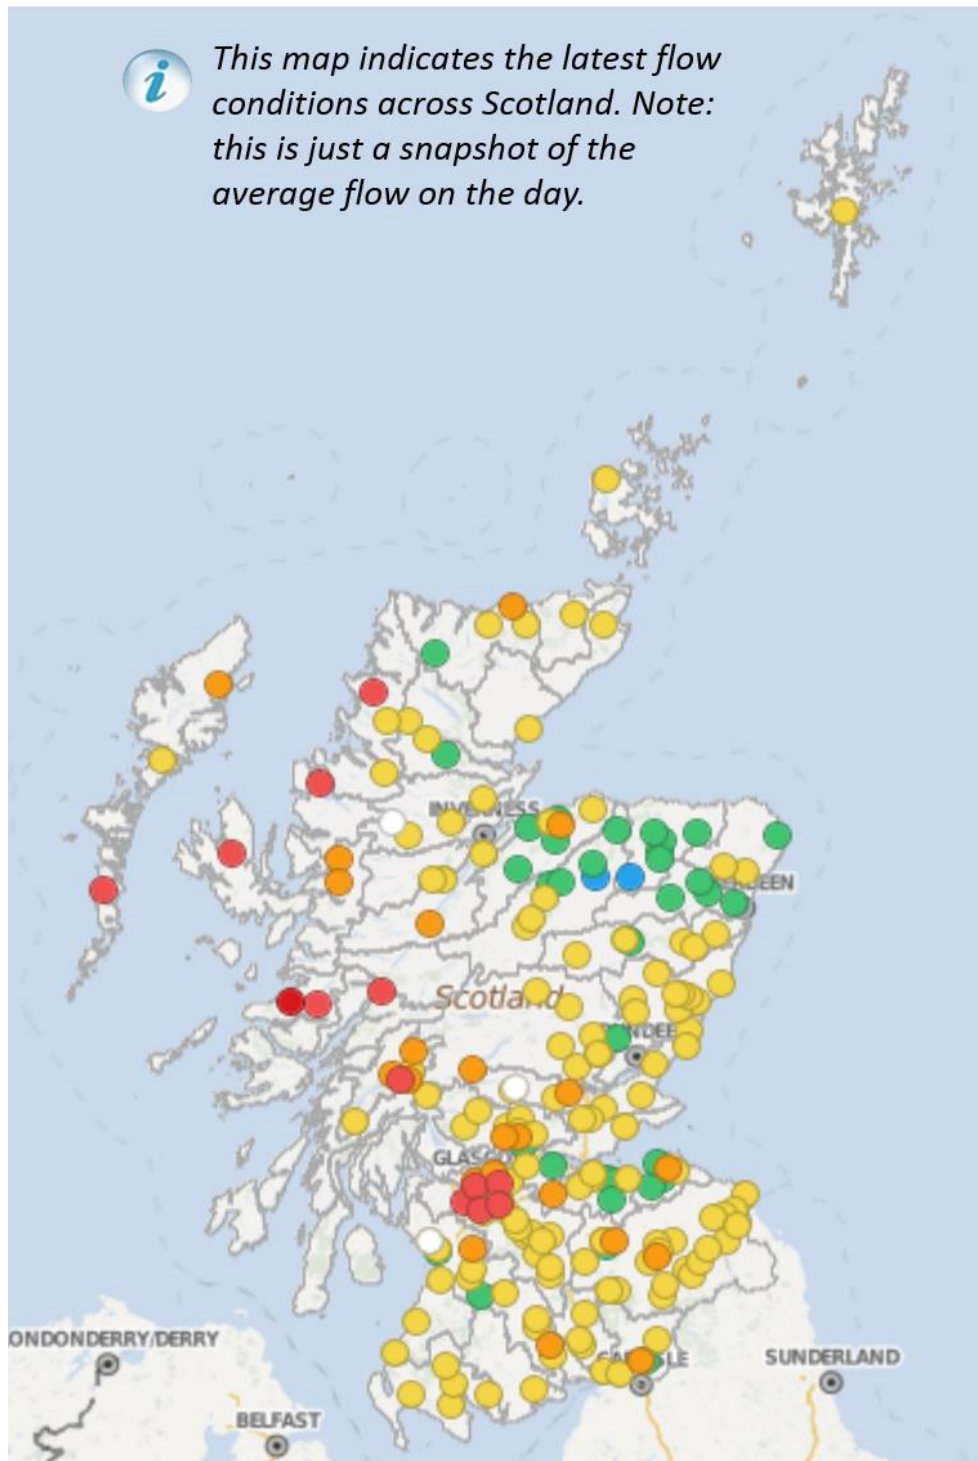 i
This map indicates the latest flow
conditions across Scotland. Note:
this is just a snapshot of the
average flow on the day.
Scotland
ONDONDERRY/DERRY
SUNDERLAND
BELFAST